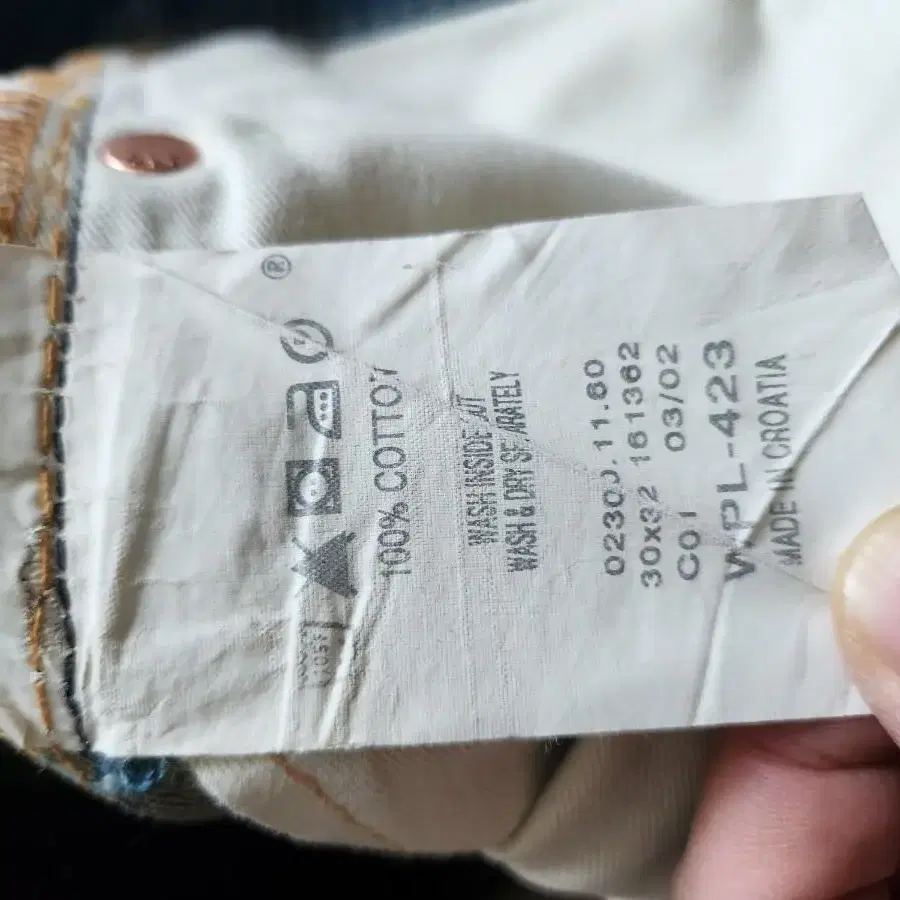 ®
100% COTTON
WASH INSIDE OUT
WASH & DRY SEPARATELY
02300.11.60
30x32 161362
C01 03/02
WPL-423
MADE IN CROATIA